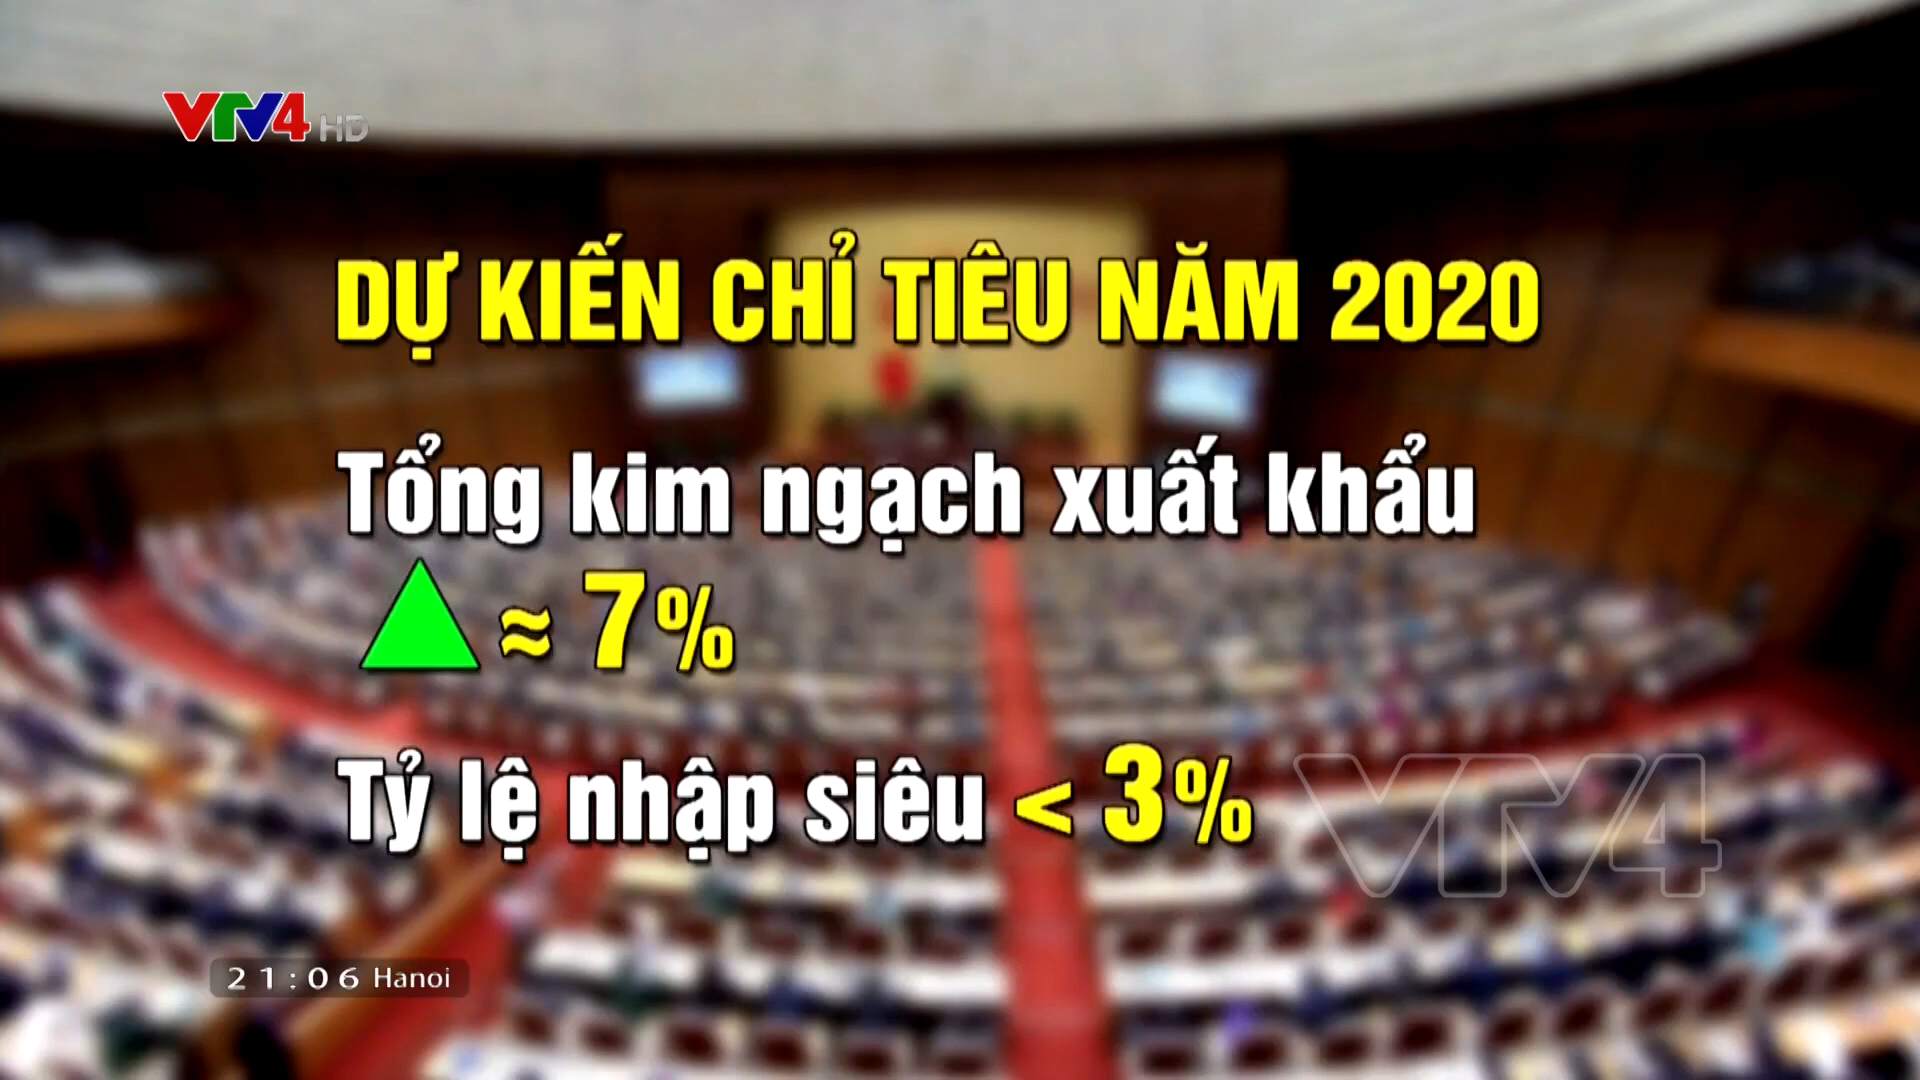 VTV4 HD
DỰ KIẾN CHỈ TIÊU NĂM 2020
Tổng kim ngạch xuất khẩu
≈ 7%
Tỷ lệ nhập siêu < 3%
VTV4
21:06 Hanoi